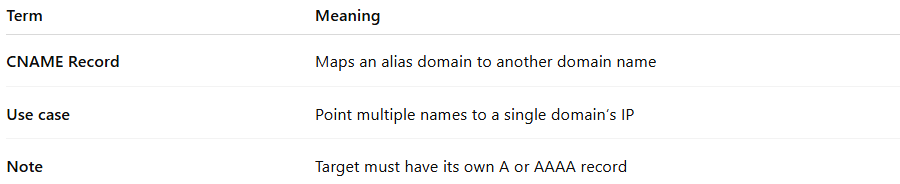 Term Meaning
CNAME Record Maps an alias domain to another domain name
Use case Point multiple names to a single domain's IP
Note Target must have its own A or AAAA record